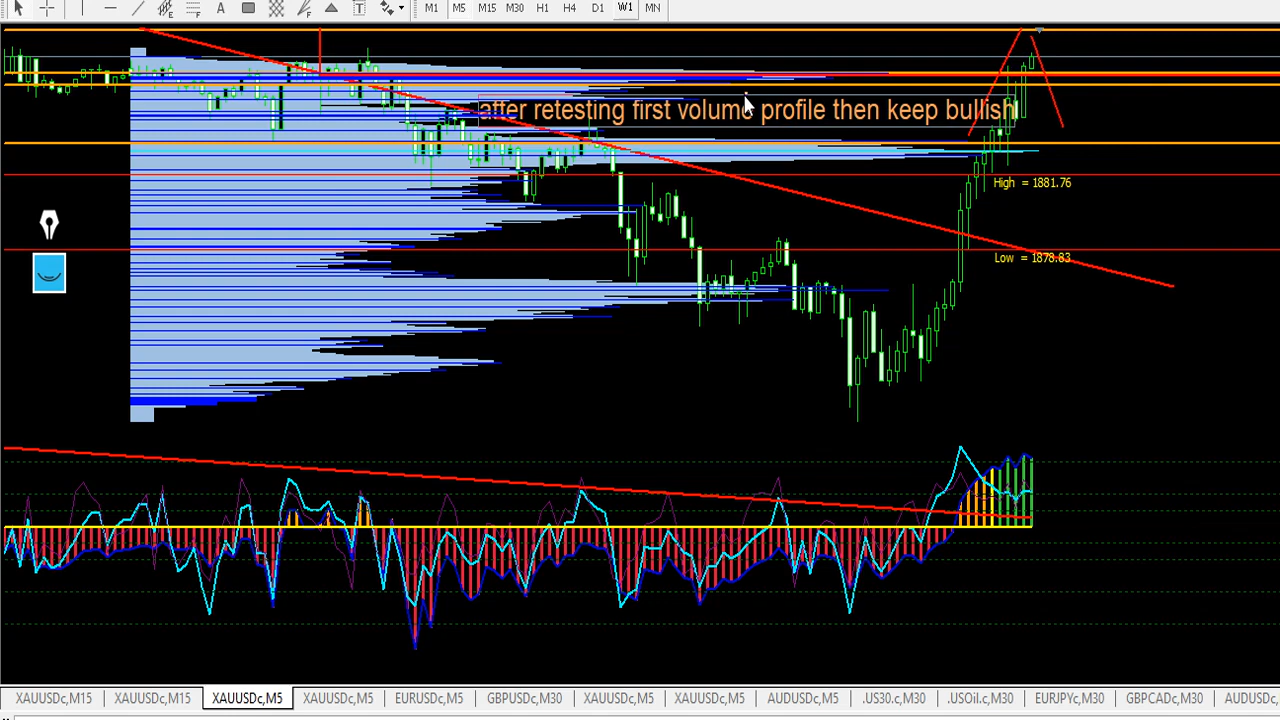 A T M1 M5 M15 M30 H1 H4 D1 W1 MN
after retesting first volume profile then keep bullish
High = 1881.76
Low = 1878.83
XAUUSDc,M15 XAUUSDc,M15 XAUUSDc,M5 XAUUSDc,M5 EURUSDc,M5 GBPUSDc,M30 XAUUSDc,M5 XAUUSDc,M5 AUDUSDc,M5 .US30.c,M30 .USOil.c,M30 EURJPYc,M30 GBPCADc,M30 AUDUSDc,